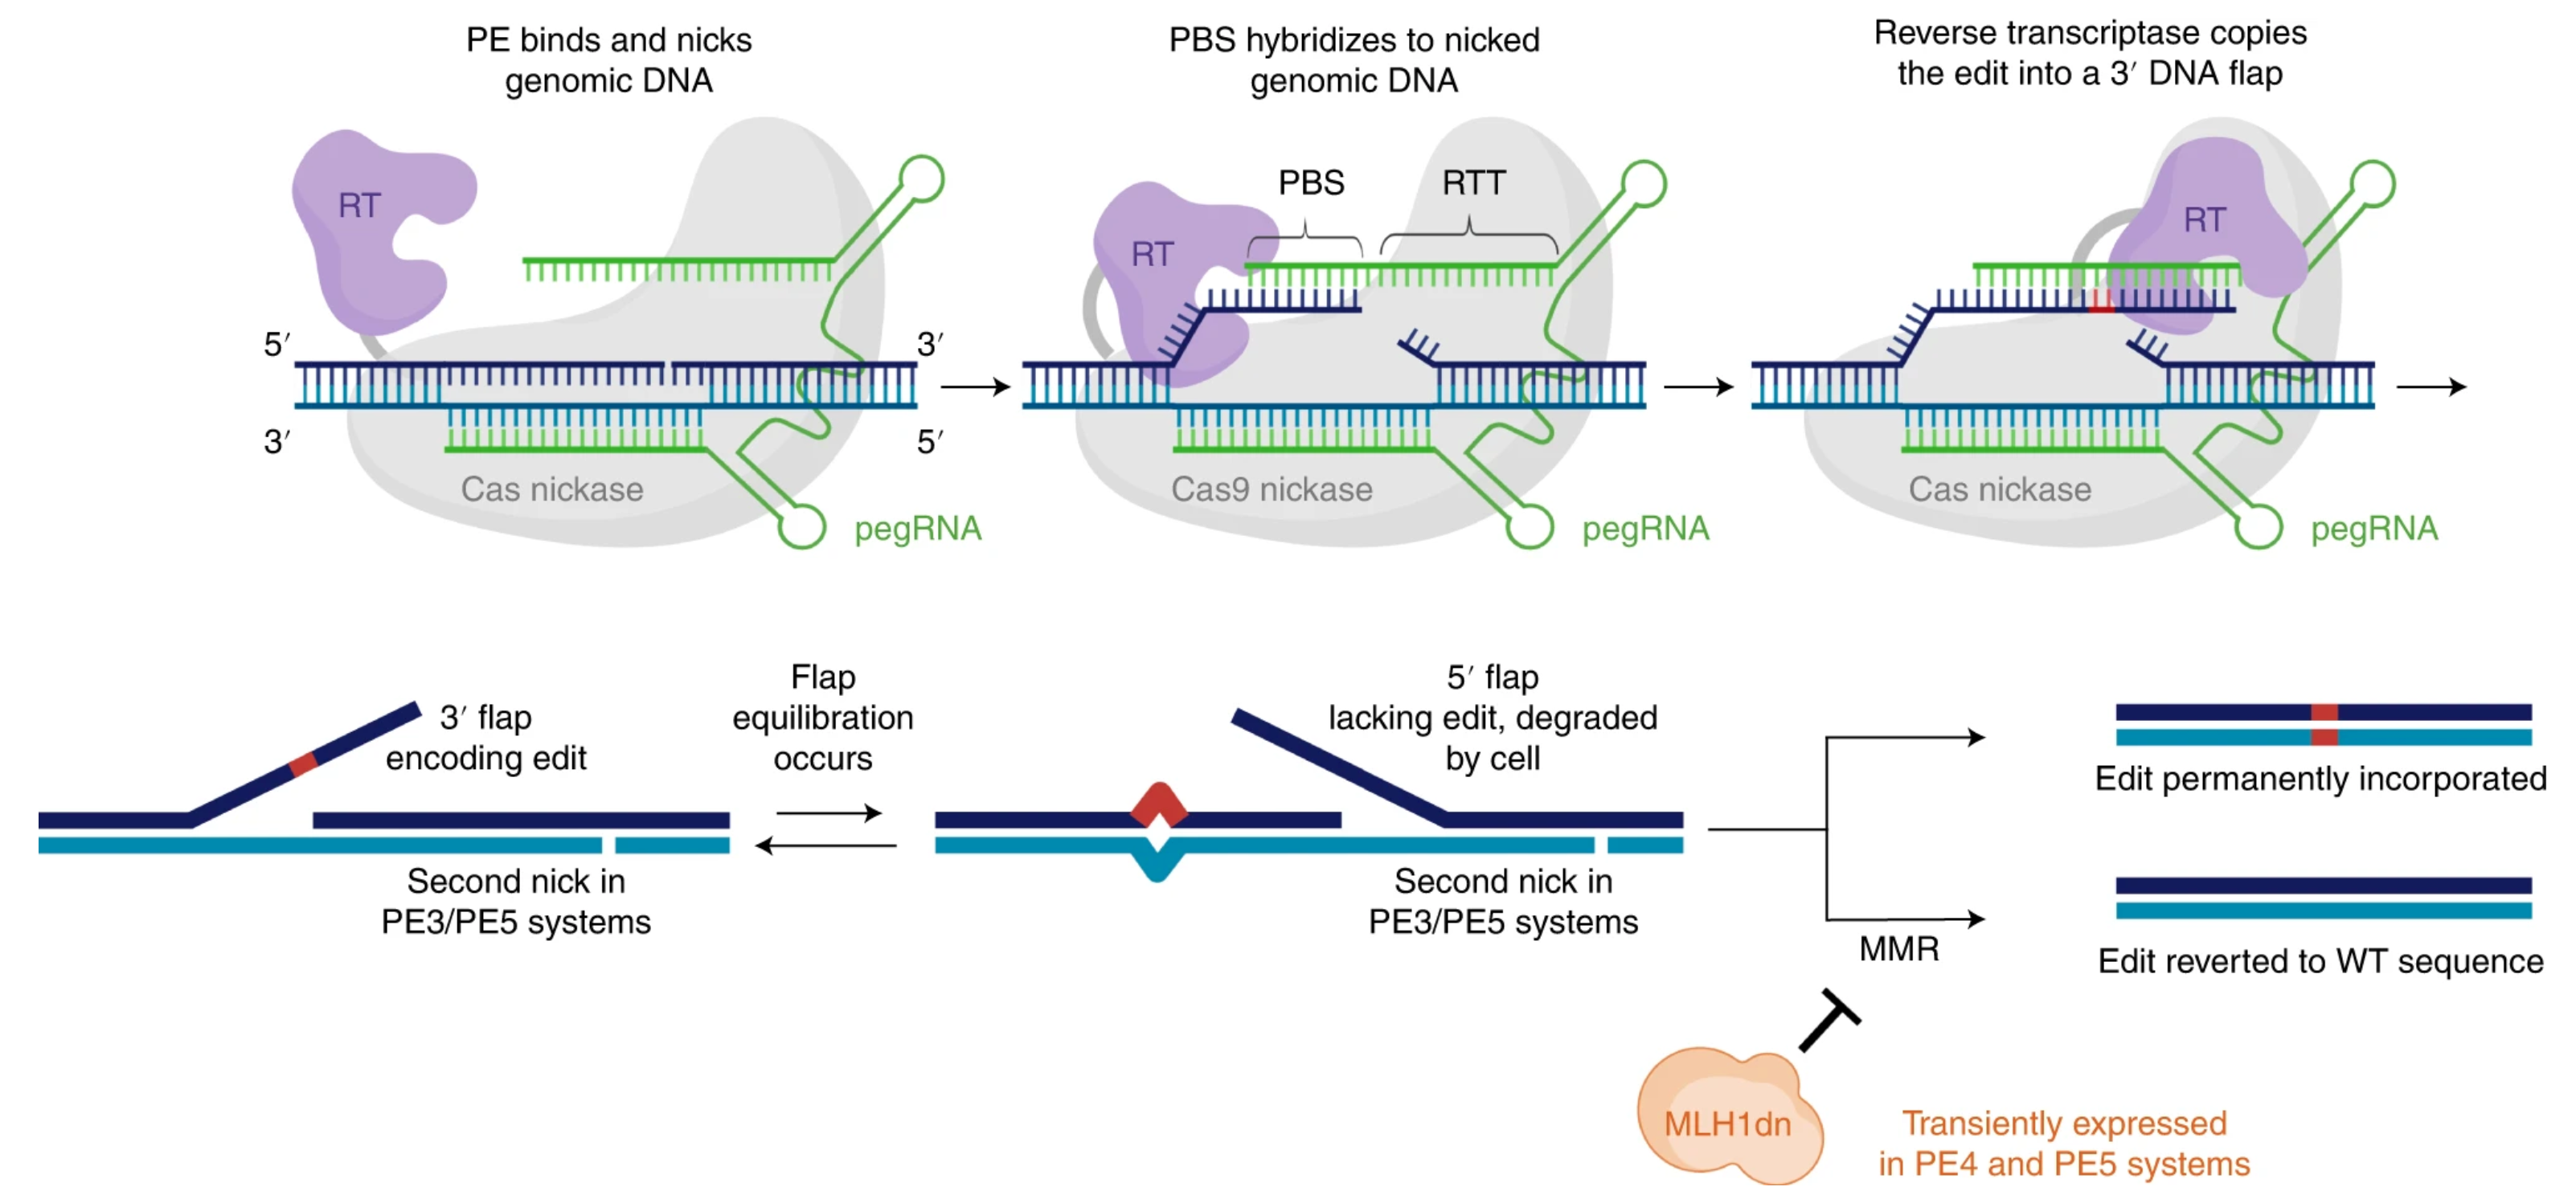 PE binds and nicks
genomic DNA
PBS hybridizes to nicked
genomic DNA
Reverse transcriptase copies
the edit into a 3′ DNA flap
RT
5′
3′
3′
5′
Cas nickase
pegRNA
RT
PBS
RTT
Cas9 nickase
pegRNA
RT
Cas nickase
pegRNA
3′ flap
encoding edit
Second nick in
PE3/PE5 systems
Flap
equilibration
occurs
5′ flap
lacking edit, degraded
by cell
Second nick in
PE3/PE5 systems
Edit permanently incorporated
MMR
Edit reverted to WT sequence
MLH1dn
Transiently expressed
in PE4 and PE5 systems